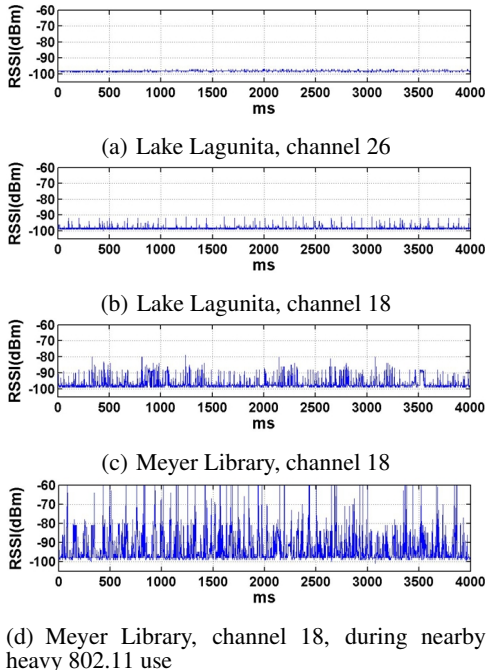 RSSI(dBm)
-60
-70
-80
-90
-100
0 500 1000 1500 2000 2500 3000 3500 4000
ms
(a) Lake Lagunita, channel 26
RSSI(dBm)
-60
-70
-80
-90
-100
0 500 1000 1500 2000 2500 3000 3500 4000
ms
(b) Lake Lagunita, channel 18
RSSI(dBm)
-60
-70
-80
-90
-100
0 500 1000 1500 2000 2500 3000 3500 4000
ms
(c) Meyer Library, channel 18
RSSI(dBm)
-60
-70
-80
-90
-100
0 500 1000 1500 2000 2500 3000 3500 4000
ms
(d) Meyer Library, channel 18, during nearby
heavy 802.11 use